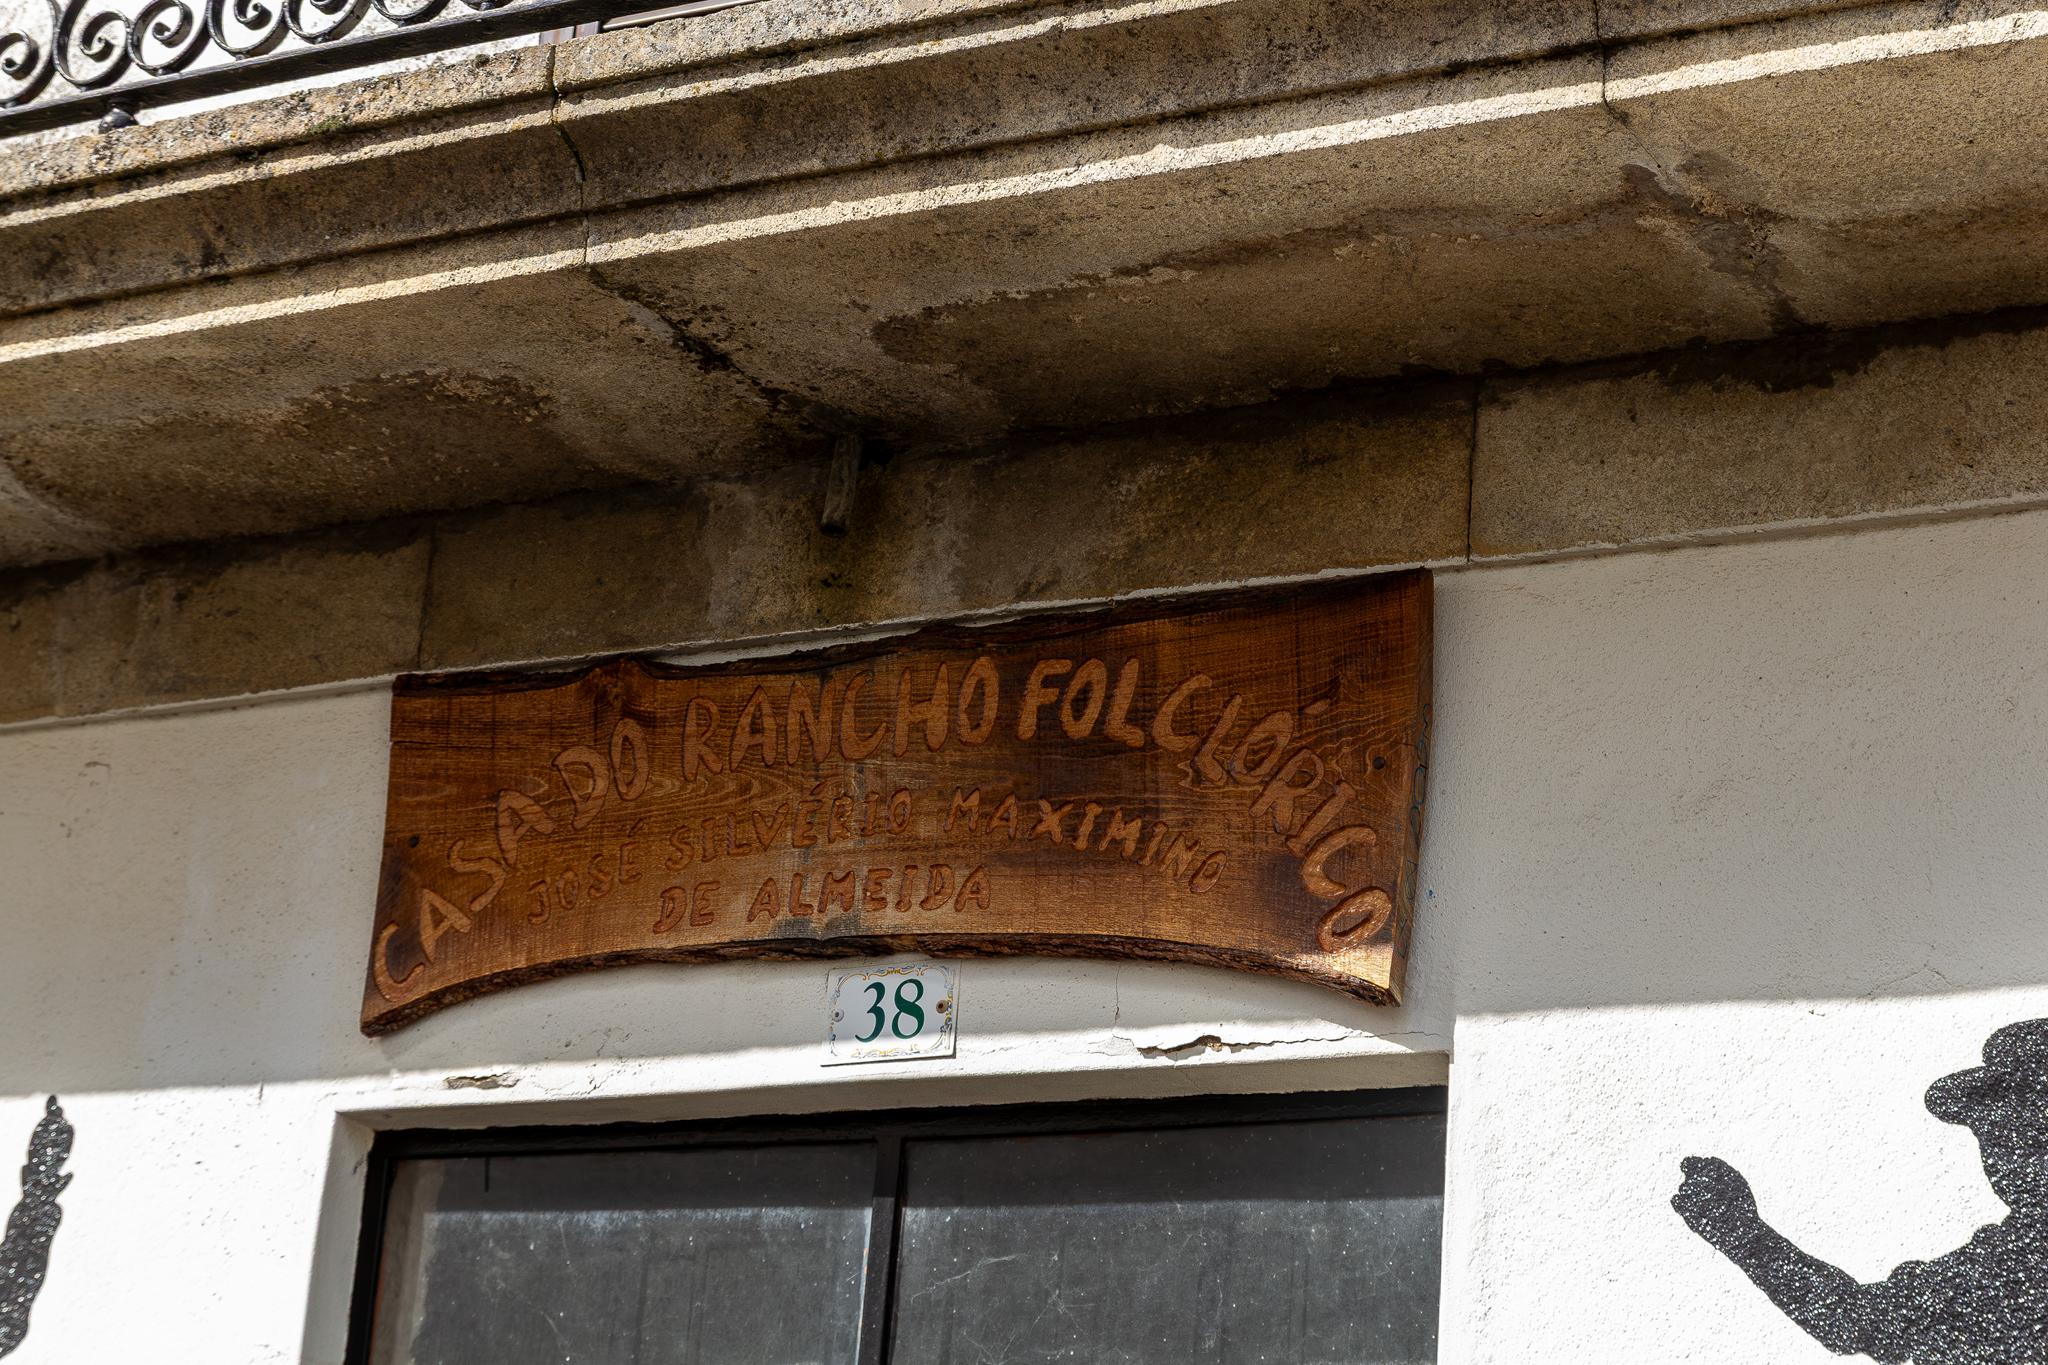 CASA DO RANCHO FOLCLÓRICO
JOSÉ SILVÉRIO MAXIMINO
DE ALMEIDA
38